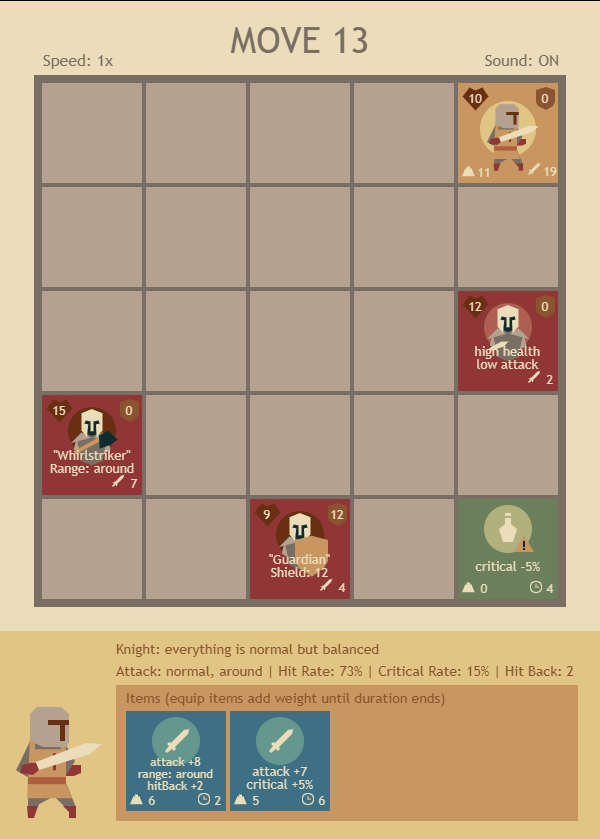 MOVE 13
Speed: 1x
Sound: ON
10
0
11
19
12
0
high health
low attack
2
15
0
"Whirlstriker"
Range: around
7
9
12
"Guardian"
Shield: 12
4
!
critical -5%
0
4
Knight: everything is normal but balanced
Attack: normal, around | Hit Rate: 73% | Critical Rate: 15% | Hit Back: 2
Items (equip items add weight until duration ends)
attack +8
range: around
hitBack +2
6
2
attack +7
critical +5%
5
6